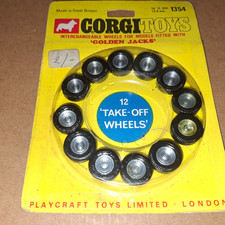 Made in Great Britain
CORGI TOYS
1354
INTERCHANGEABLE WHEELS FOR MODELS FITTED WITH
'GOLDEN JACKS'
2/-
12
'TAKE-OFF
WHEELS'
PLAYCRAFT TOYS LIMITED - LONDON